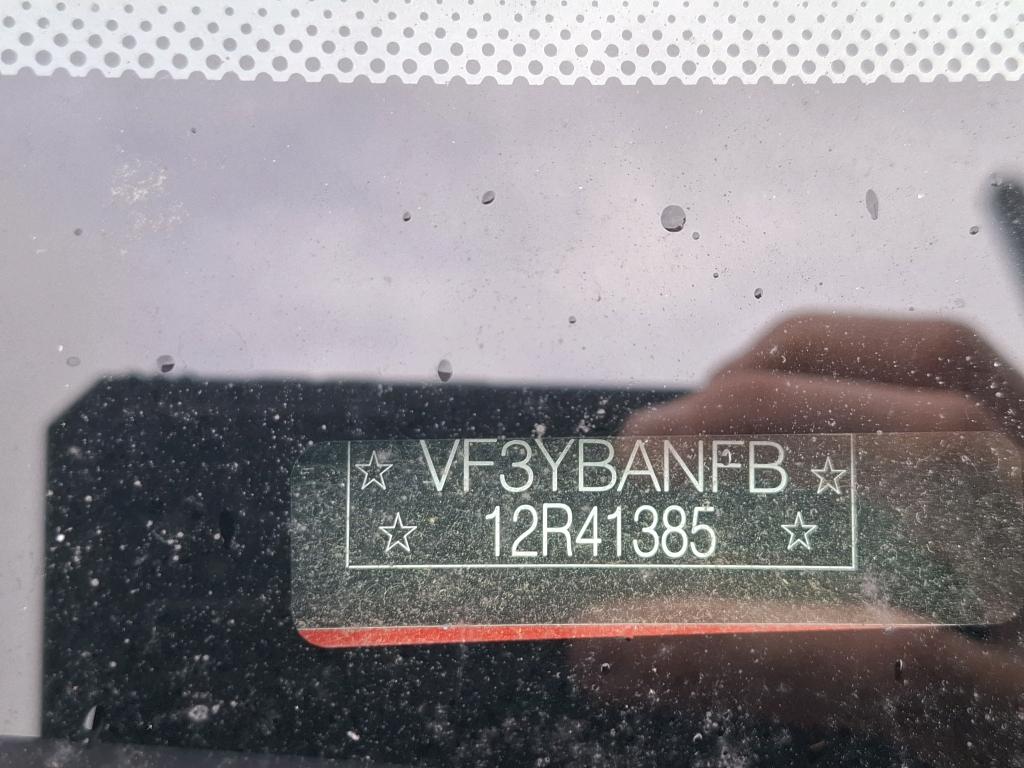 ☆ VF3YBANFB ☆
☆ 12R41385 ☆